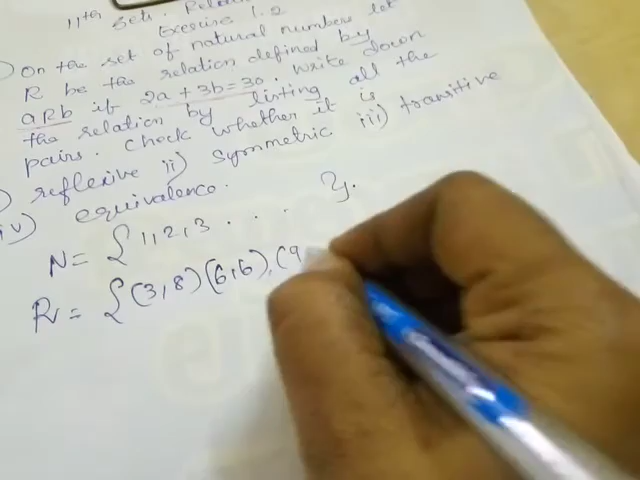 11th Sets. Relat
Exercise 1.2
On the set of natural number let
R be the relation defined by
aRb if 2a + 3b = 30. Write down
the relation by listing all the
pairs. Check whether it is
) reflexive ii) symmetric iii) transitive
iv) equivalence.
N = { 1, 2, 3 . . . }.
R = { (3, 8) (6, 6), (9